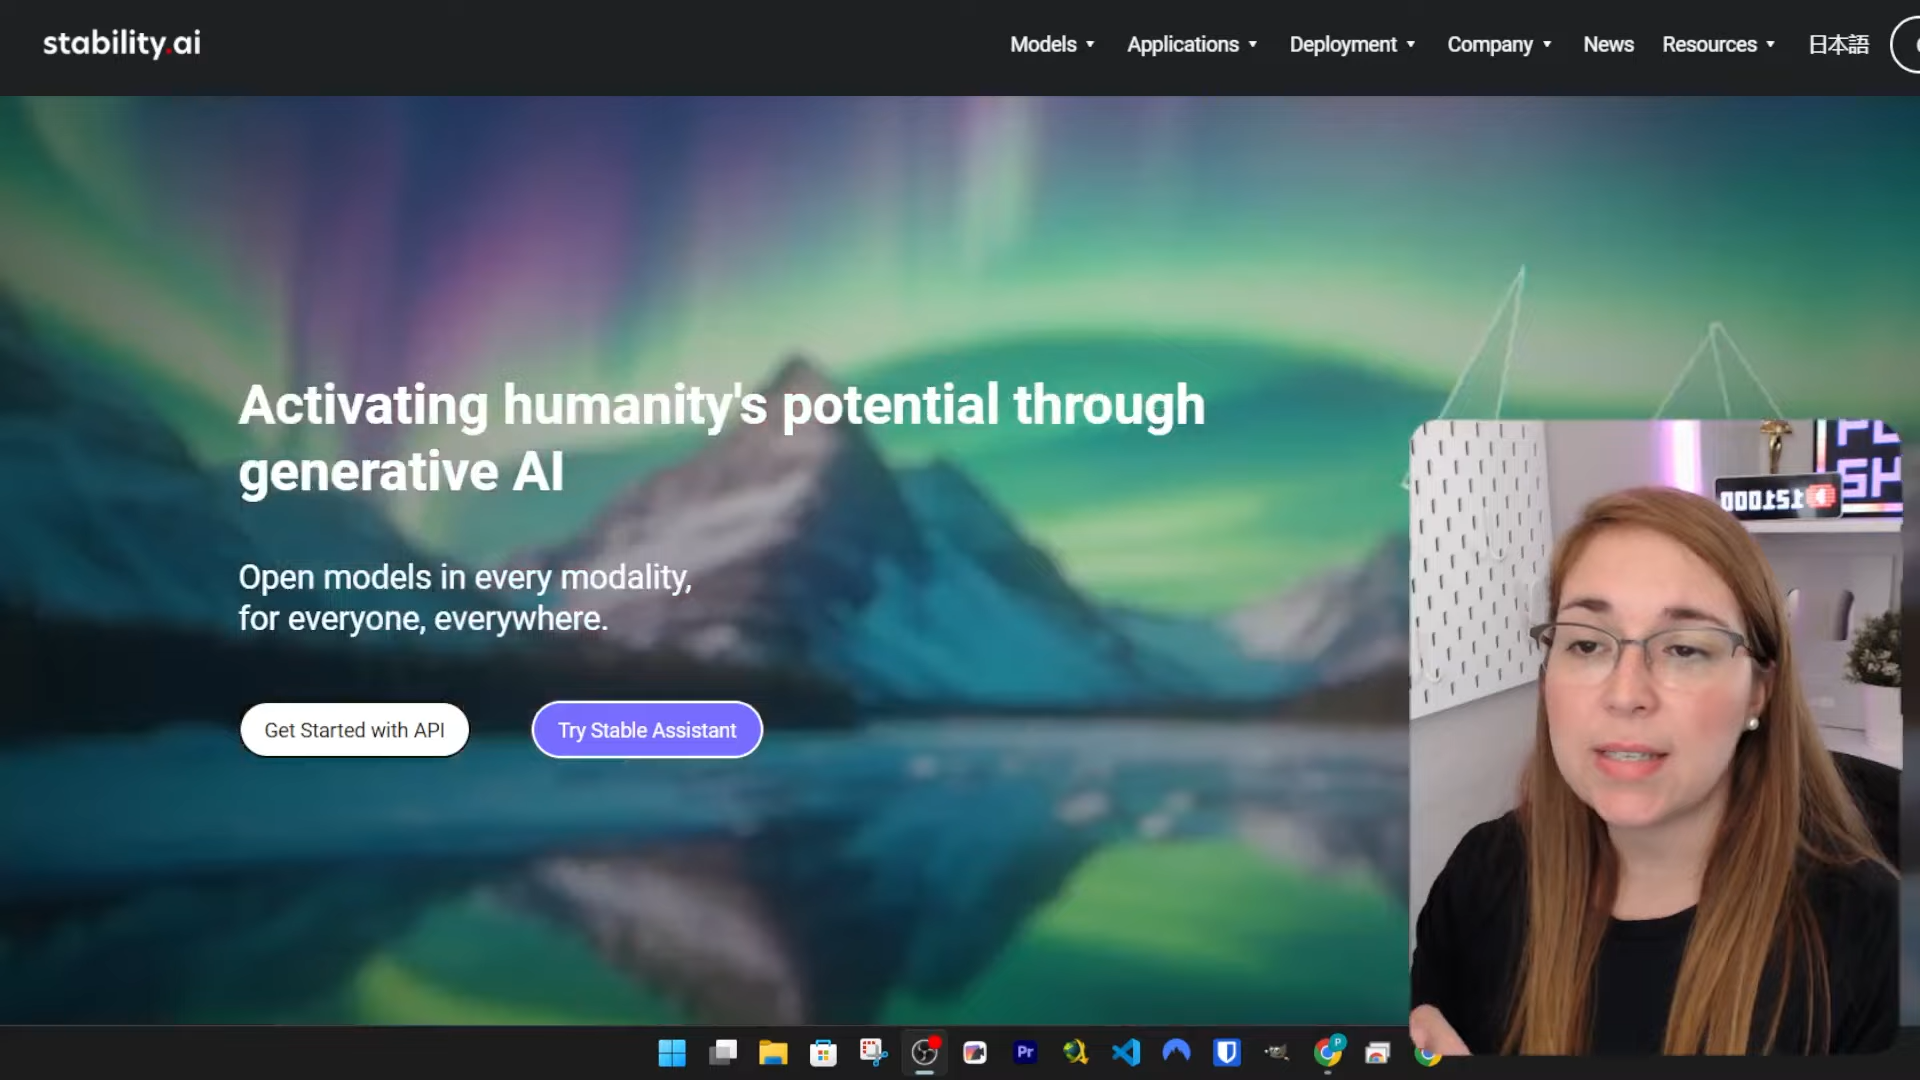 stability.ai
Models
Applications
Deployment
Company
News
Resources
日本語
Activating humanity's potential through
generative AI
Open models in every modality,
for everyone, everywhere.
Get Started with API
Try Stable Assistant
Pr
P